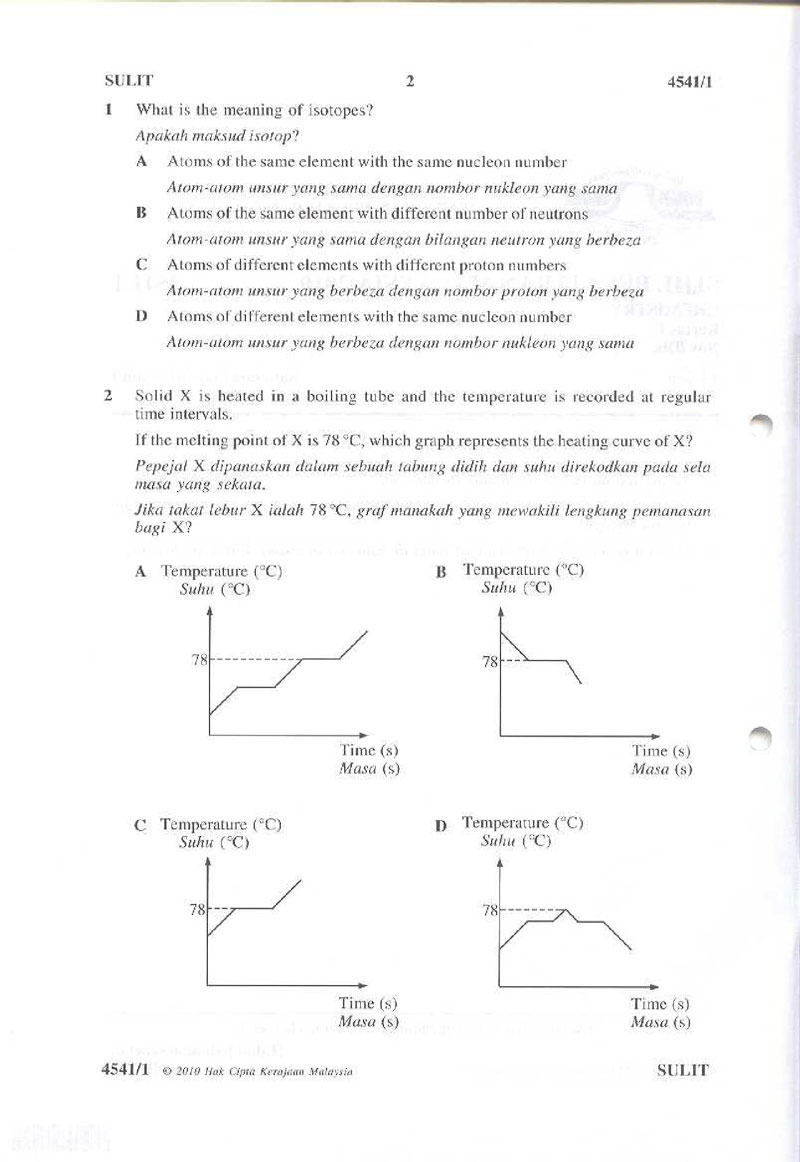 SULIT 2 4541/1
1 What is the meaning of isotopes?
Apakah maksud isotop?
A Atoms of the same element with the same nucleon number
Atom-atom unsur yang sama dengan nombor nukleon yang sama
B Atoms of the same element with different number of neutrons
Atom-atom unsur yang sama dengan bilangan neutron yang berbeza
C Atoms of different elements with different proton numbers
Atom-atom unsur yang berbeza dengan nombor proton yang berbeza
D Atoms of different elements with the same nucleon number
Atom-atom unsur yang berbeza dengan nombor nukleon yang sama
2 Solid X is heated in a boiling tube and the temperature is recorded at regular
time intervals.
If the melting point of X is 78 °C, which graph represents the heating curve of X?
Pepejal X dipanaskan dalam sebuah tabung didih dan suhu direkodkan pada sela
masa yang sekata.
Jika takat lebur X ialah 78 °C, graf manakah yang mewakili lengkung pemanasan
bagi X?
A Temperature (°C)
Suhu (°C)
78
Time (s)
Masa (s)
B Temperature (°C)
Suhu (°C)
78
Time (s)
Masa (s)
C Temperature (°C)
Suhu (°C)
78
Time (s)
Masa (s)
D Temperature (°C)
Suhu (°C)
78
Time (s)
Masa (s)
4541/1 © 2010 Hak Cipta Kerajaan Malaysia SULIT